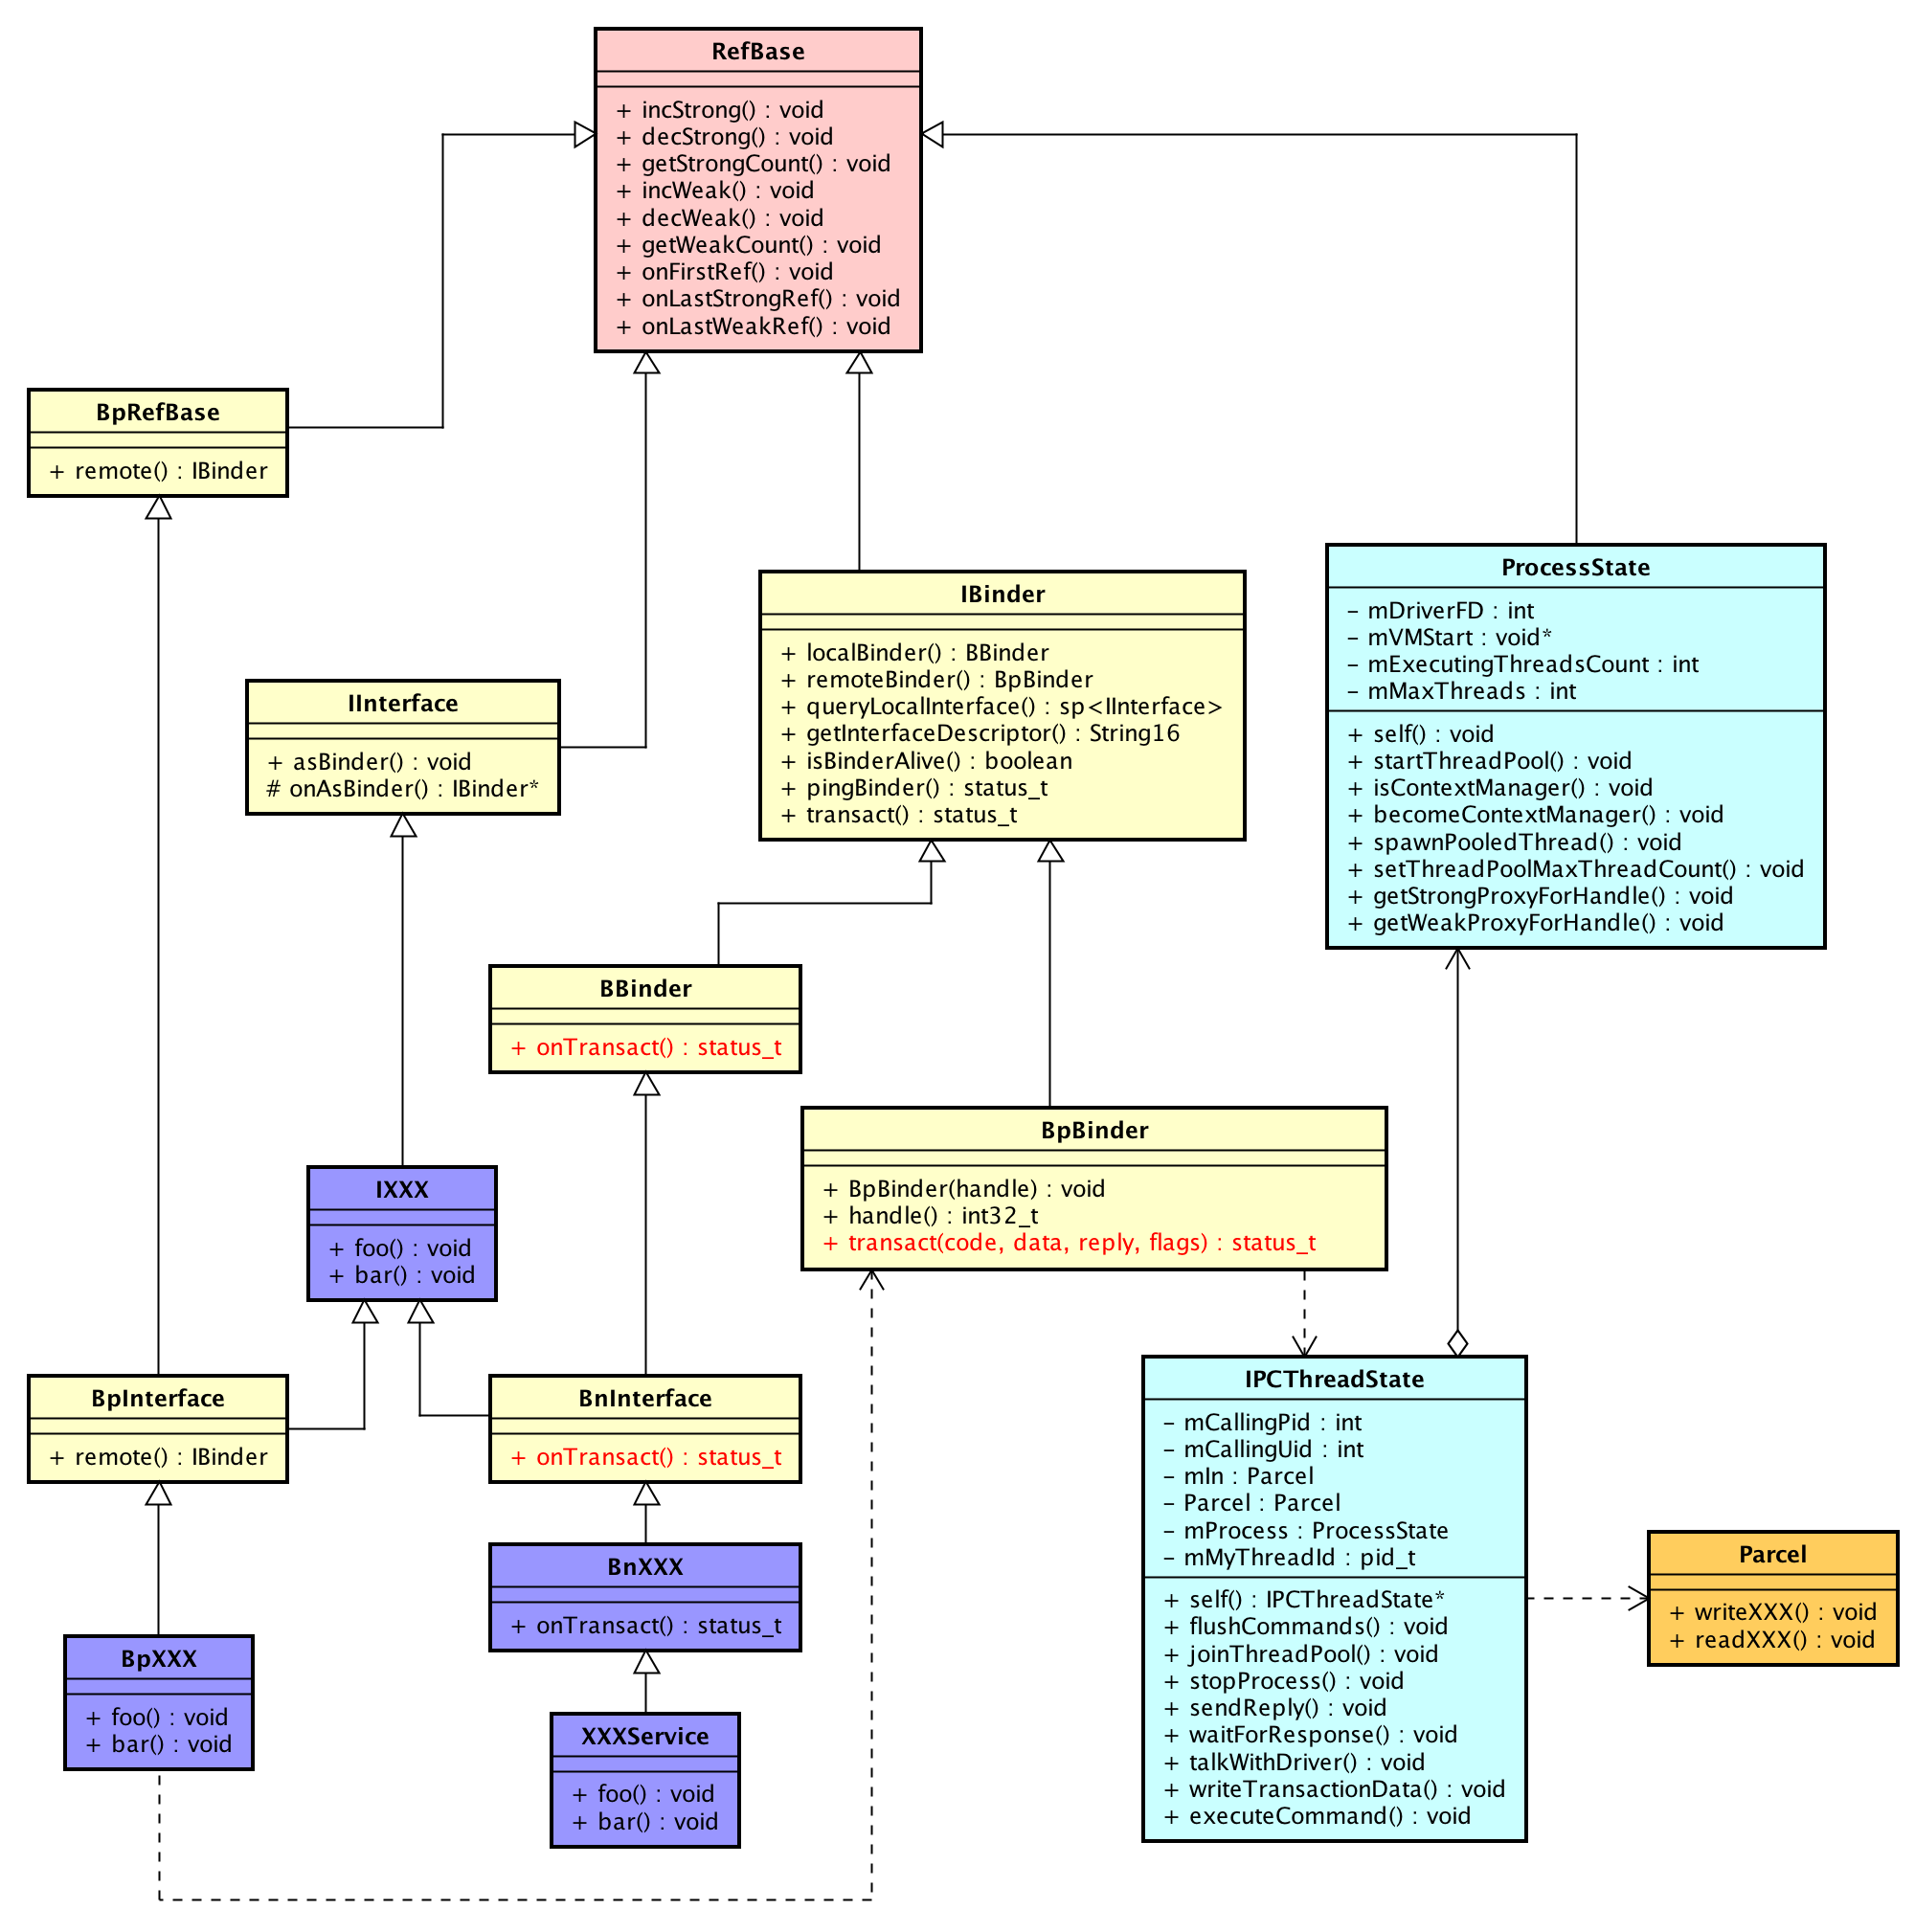 RefBase
+ incStrong() : void
+ decStrong() : void
+ getStrongCount() : void
+ incWeak() : void
+ decWeak() : void
+ getWeakCount() : void
+ onFirstRef() : void
+ onLastStrongRef() : void
+ onLastWeakRef() : void
BpRefBase
+ remote() : IBinder
IBinder
+ localBinder() : BBinder
+ remoteBinder() : BpBinder
+ queryLocalInterface() : sp<IInterface>
+ getInterfaceDescriptor() : String16
+ isBinderAlive() : boolean
+ pingBinder() : status_t
+ transact() : status_t
ProcessState
– mDriverFD : int
– mVMStart : void*
– mExecutingThreadsCount : int
– mMaxThreads : int
+ self() : void
+ startThreadPool() : void
+ isContextManager() : void
+ becomeContextManager() : void
+ spawnPooledThread() : void
+ setThreadPoolMaxThreadCount() : void
+ getStrongProxyForHandle() : void
+ getWeakProxyForHandle() : void
IInterface
+ asBinder() : void
# onAsBinder() : IBinder*
BBinder
+ onTransact() : status_t
BpBinder
+ BpBinder(handle) : void
+ handle() : int32_t
+ transact(code, data, reply, flags) : status_t
IXXX
+ foo() : void
+ bar() : void
BpInterface
+ remote() : IBinder
BnInterface
+ onTransact() : status_t
IPCThreadState
– mCallingPid : int
– mCallingUid : int
– mIn : Parcel
– Parcel : Parcel
– mProcess : ProcessState
– mMyThreadId : pid_t
+ self() : IPCThreadState*
+ flushCommands() : void
+ joinThreadPool() : void
+ stopProcess() : void
+ sendReply() : void
+ waitForResponse() : void
+ talkWithDriver() : void
+ writeTransactionData() : void
+ executeCommand() : void
Parcel
+ writeXXX() : void
+ readXXX() : void
BnXXX
+ onTransact() : status_t
BpXXX
+ foo() : void
+ bar() : void
XXXService
+ foo() : void
+ bar() : void